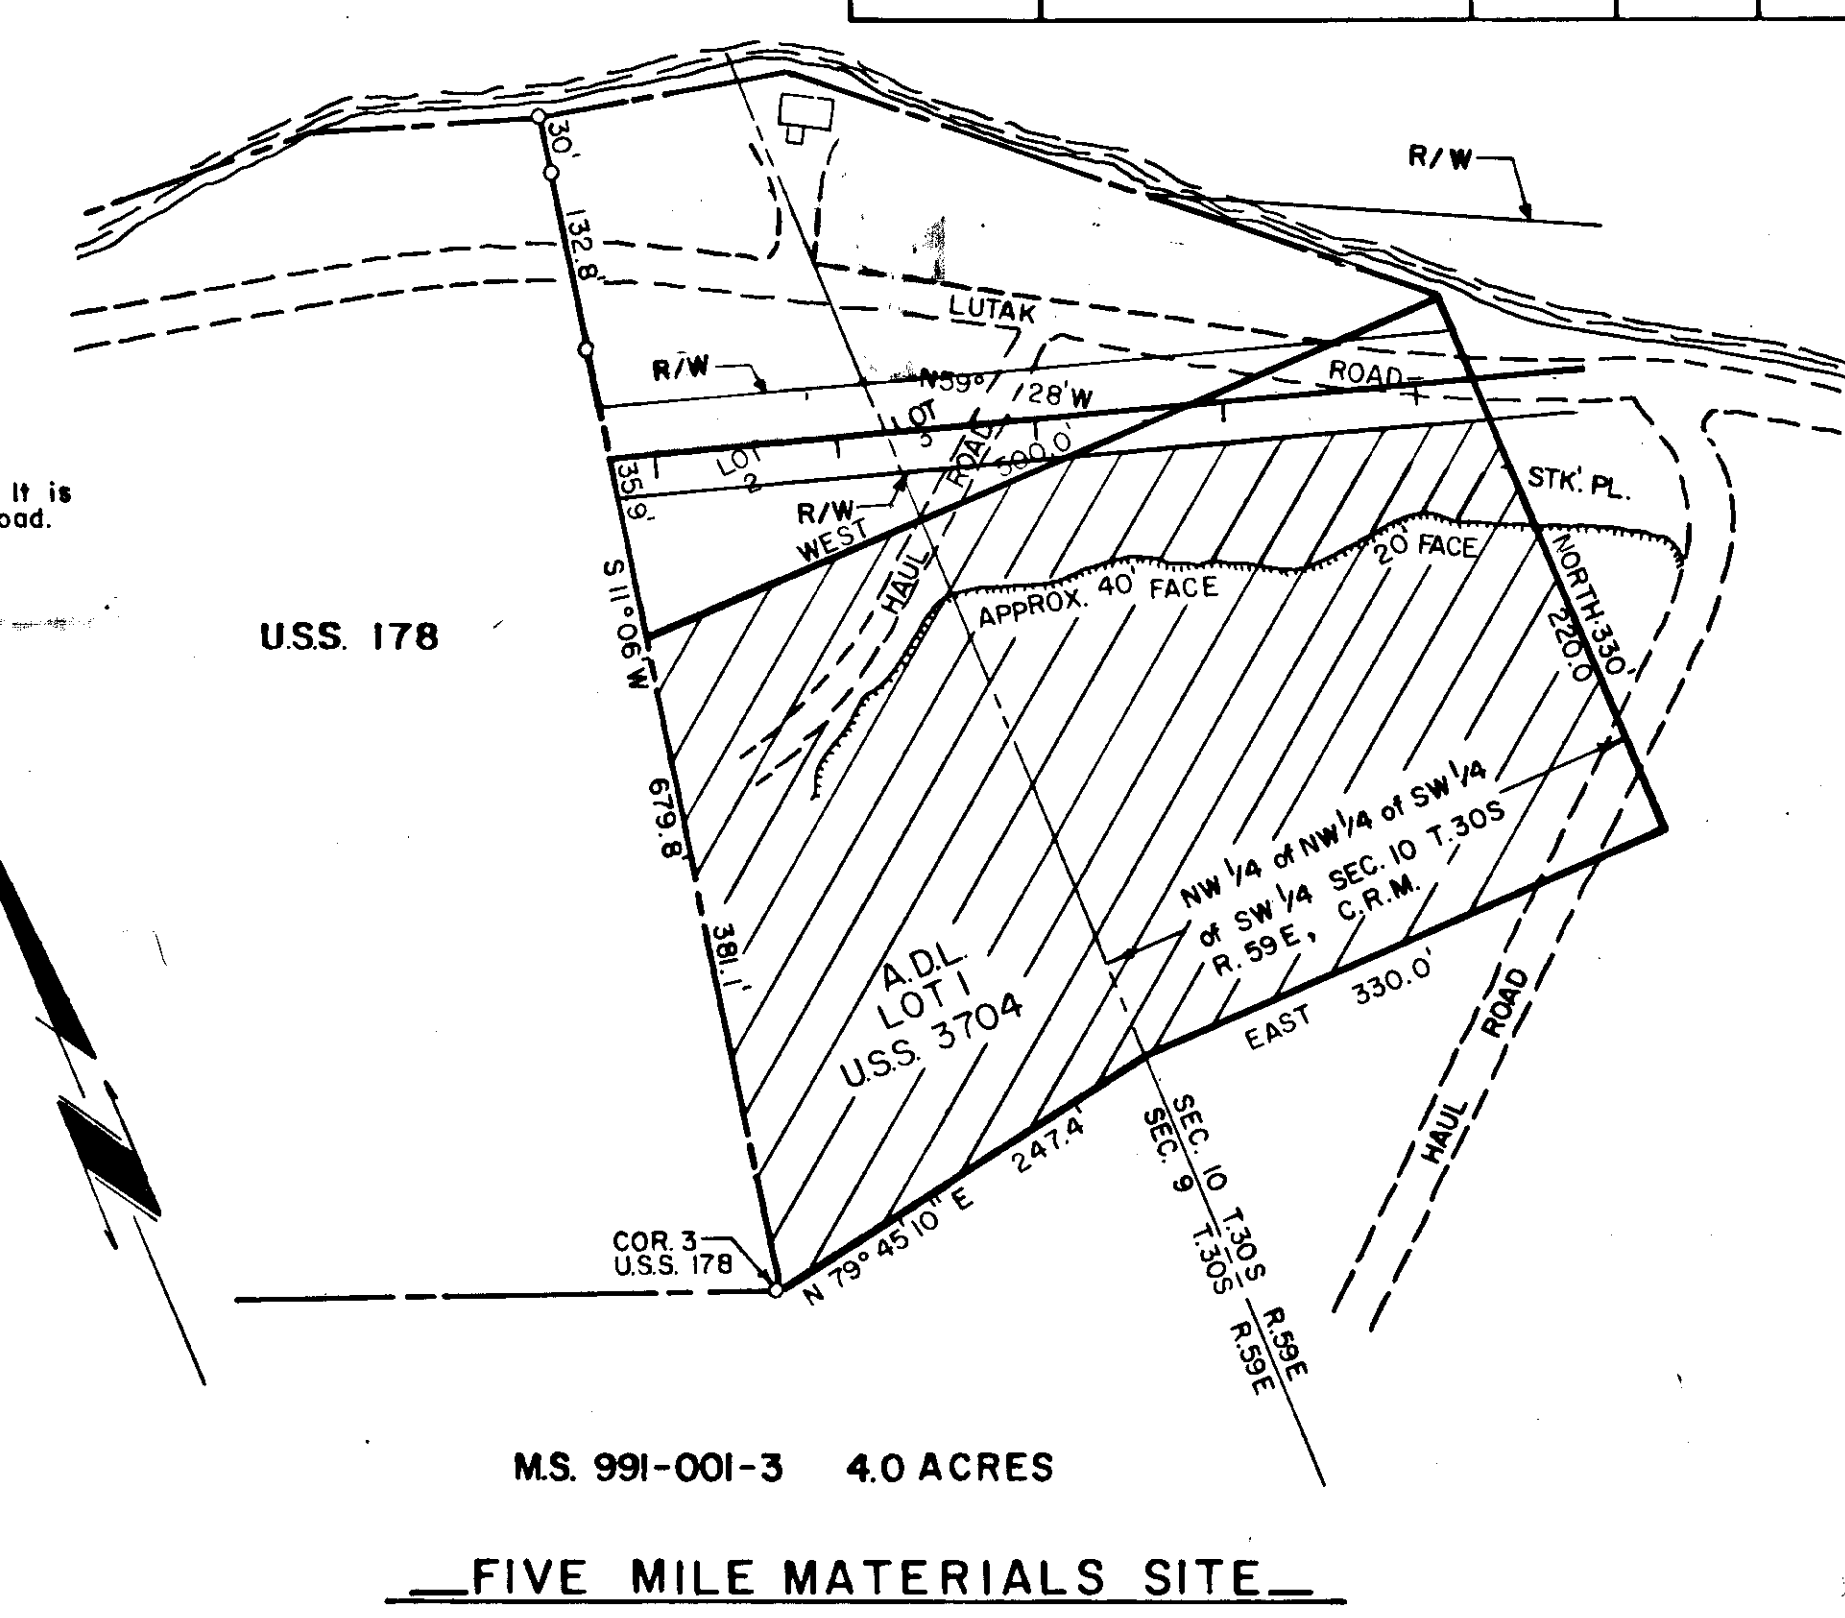 R/W
30'
132.8'
LUTAK
R/W
N59° 28'W
ROAD
LOT
3
LOT
2
ROAD
500.0'
STK. PL.
It is
oad.
35.9'
R/W
WEST
20' FACE
HAUL
APPROX. 40' FACE
NORTH 330'
220.0
S 11° 06' W
U.S.S. 178
679.8'
NW 1/4 of NW 1/4 of SW 1/4
of SW 1/4 SEC. 10 T.30S
R. 59E, C.R.M.
381.1'
A.D.L.
LOT 1
U.S.S. 3704
EAST 330.0'
HAUL ROAD
247.4'
N 79° 45' 10" E
SEC. 10 T.30S R.59E
SEC. 9 T.30S R.59E
COR. 3
U.S.S. 178
M.S. 991-001-3 4.0 ACRES
FIVE MILE MATERIALS SITE